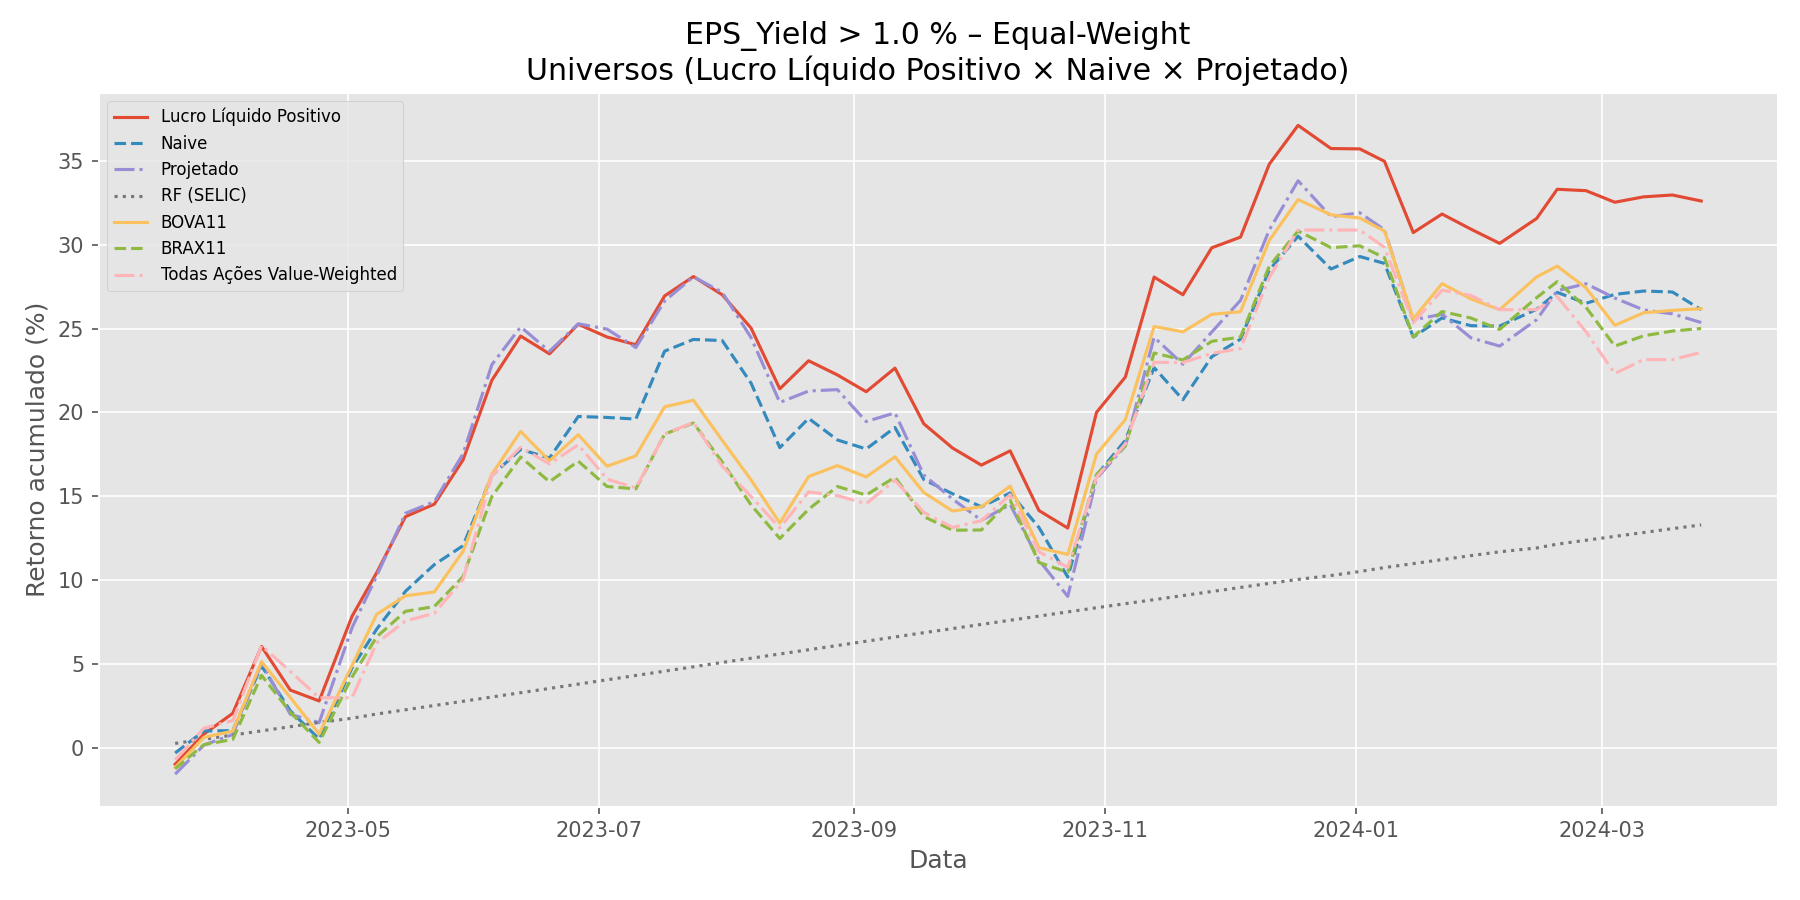 EPS_Yield > 1.0 % – Equal-Weight
Universos (Lucro Líquido Positivo × Naive × Projetado)
Lucro Líquido Positivo
Naive
Projetado
RF (SELIC)
BOVA11
BRAX11
Todas Ações Value-Weighted
Retorno acumulado (%)
35
30
25
20
15
10
5
0
2023-05
2023-07
2023-09
2023-11
2024-01
2024-03
Data